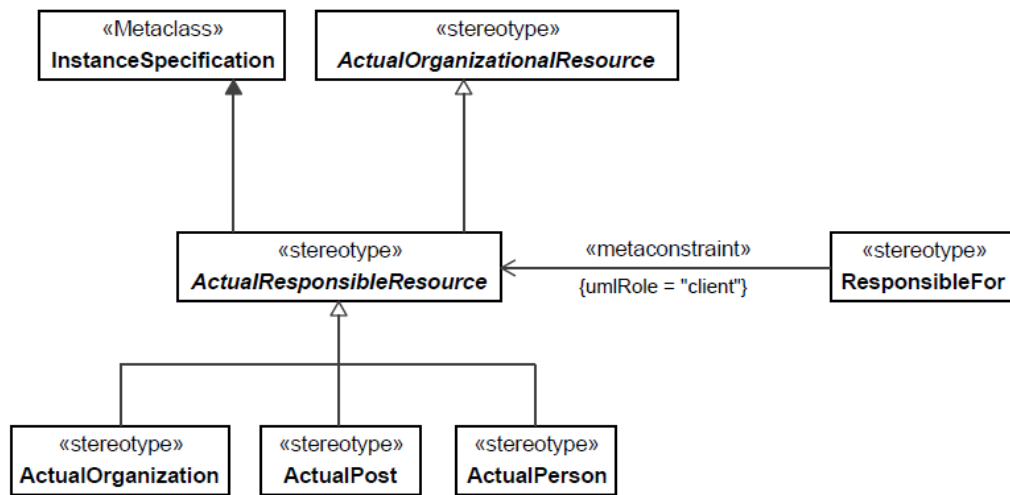 «Metaclass»
InstanceSpecification
«stereotype»
ActualOrganizationalResource
«stereotype»
ActualResponsibleResource
«metaconstraint»
{umlRole = "client"}
«stereotype»
ResponsibleFor
«stereotype»
ActualOrganization
«stereotype»
ActualPost
«stereotype»
ActualPerson